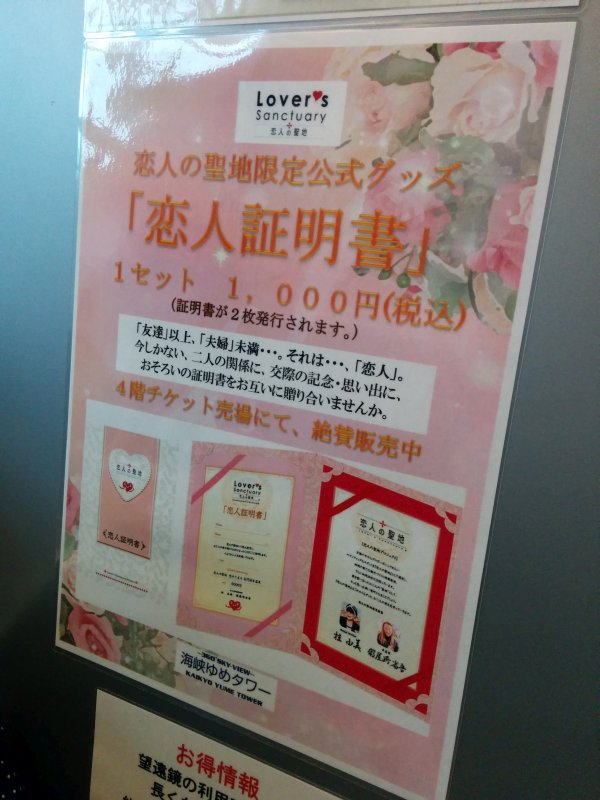 Lover's
Sanctuary
恋人の聖地
恋人の聖地限定公式グッズ
「恋人証明書」
1セット 1,000円(税込)
(証明書が2枚発行されます。)
「友達」以上、「夫婦」未満・・・。それは・・・、「恋人」。
今しかない、二人の関係に、交際の記念・思い出に、
おそろいの証明書をお互いに贈り合いませんか。
4階チケット売場にて、絶賛販売中
恋人の聖地
《恋人証明書》
Lover's
Sanctuary
「恋人証明書」
恋人の聖地
桂 由美
360°SKY-VIEW
海峡ゆめタワー
KAIKYO YUME TOWER
お得情報
望遠鏡の利用
長く